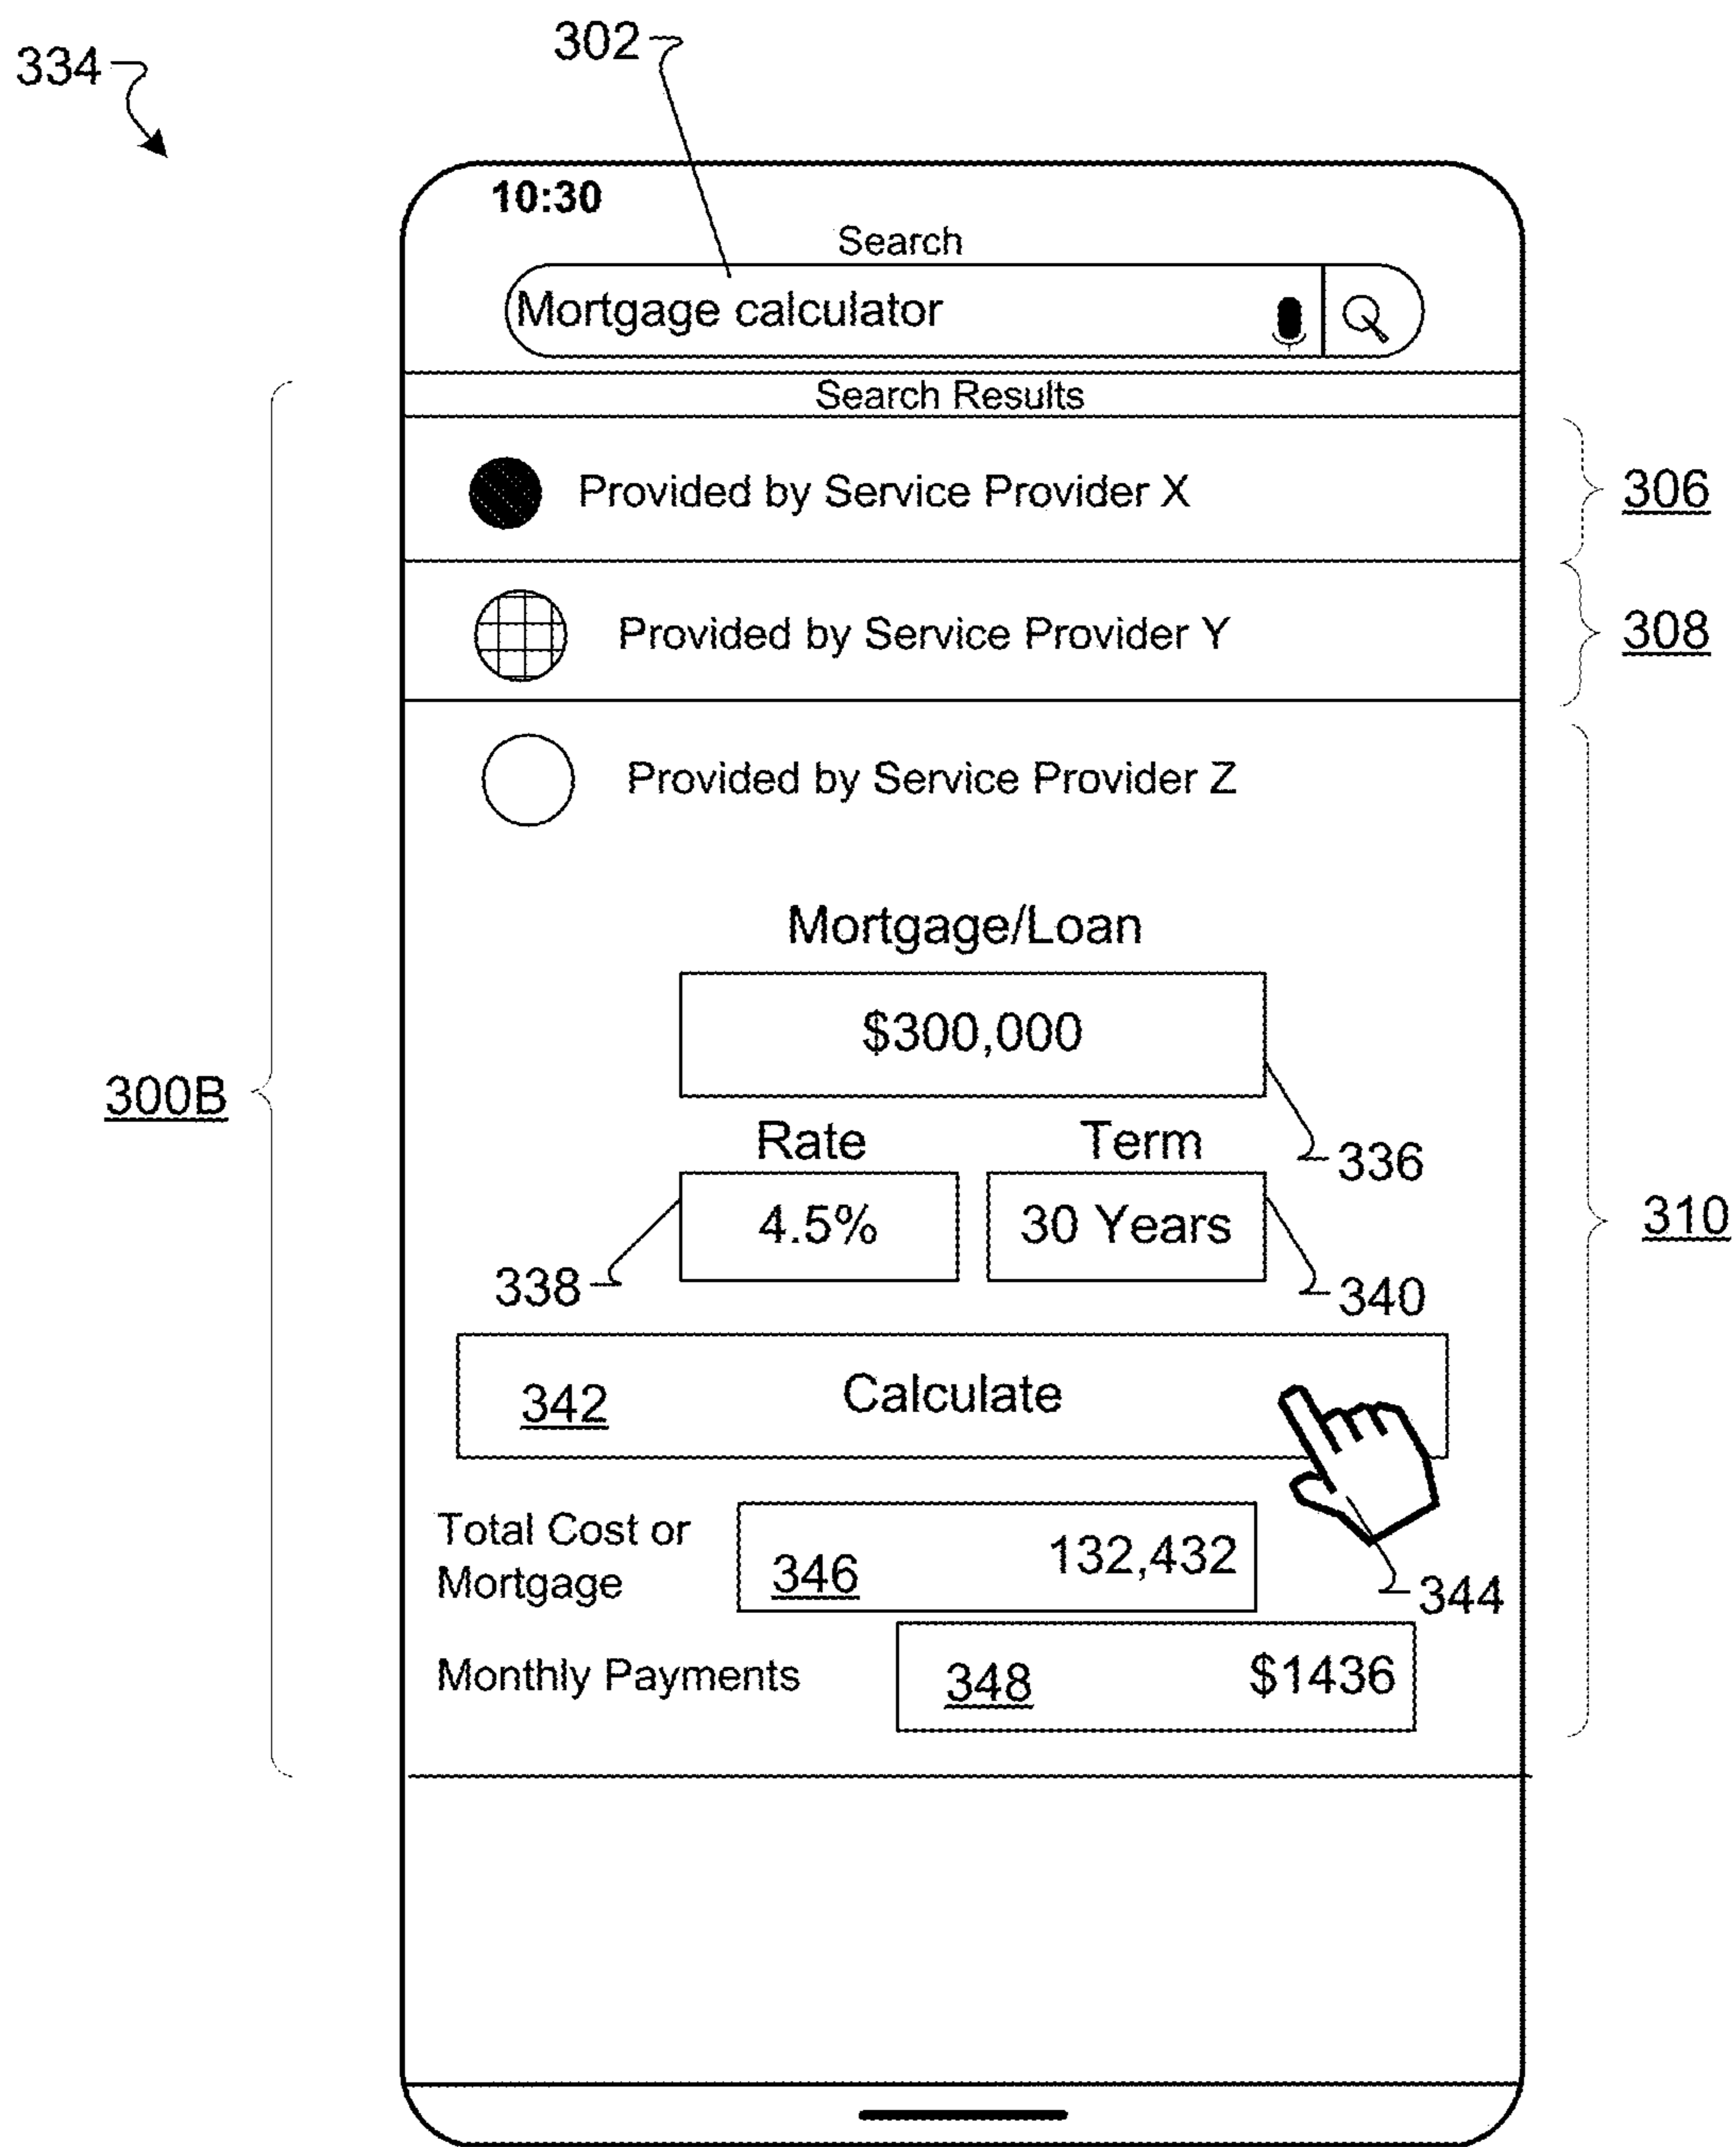 334
302
10:30
Search
Mortgage calculator
Search Results
Provided by Service Provider X
306
Provided by Service Provider Y
308
Provided by Service Provider Z
Mortgage/Loan
$300,000
300B
336
Rate
Term
4.5%
30 Years
310
338
340
342
Calculate
Total Cost or
Mortgage
346
132,432
344
Monthly Payments
348
$1436